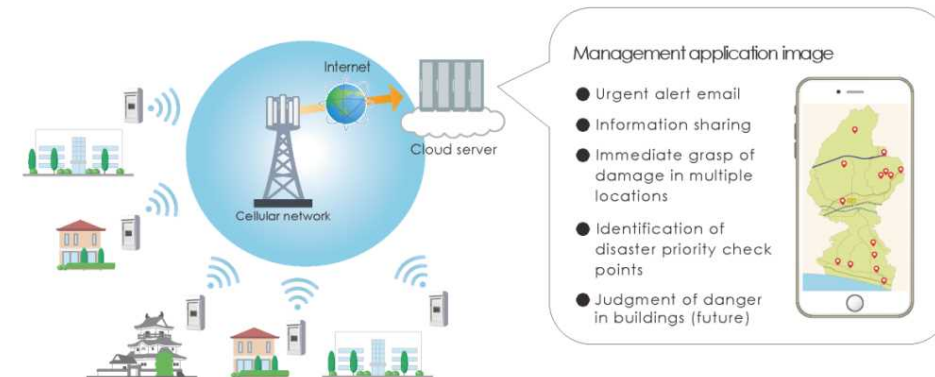 Internet
Cloud server
Cellular network
Management application image
● Urgent alert email
● Information sharing
● Immediate grasp of
damage in multiple
locations
● Identification of
disaster priority check
points
● Judgment of danger
in buildings (future)